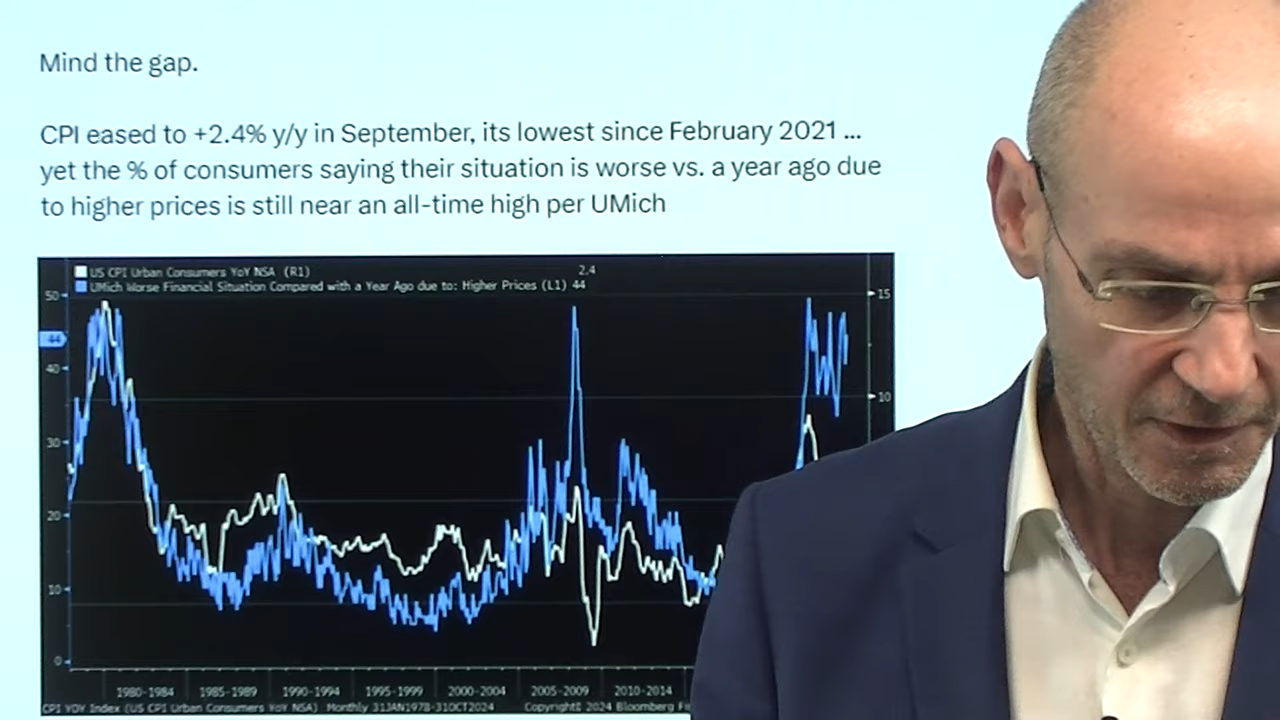 Mind the gap.
CPI eased to +2.4% y/y in September, its lowest since February 2021 ...
yet the % of consumers saying their situation is worse vs. a year ago due
to higher prices is still near an all-time high per UMich
US CPI Urban Consumers YoY NSA (R1) 2.4
UMich Worse Financial Situation Compared with a Year Ago due to: Higher Prices (L1) 44
50 15
44
40
10
30
20
10
0
1980-1984 1985-1989 1990-1994 1995-1999 2000-2004 2005-2009 2010-2014
CPI YOY Index (US CPI Urban Consumers YoY NSA) Monthly 31JAN1978-31OCT2024 Copyright© 2024 Bloomberg